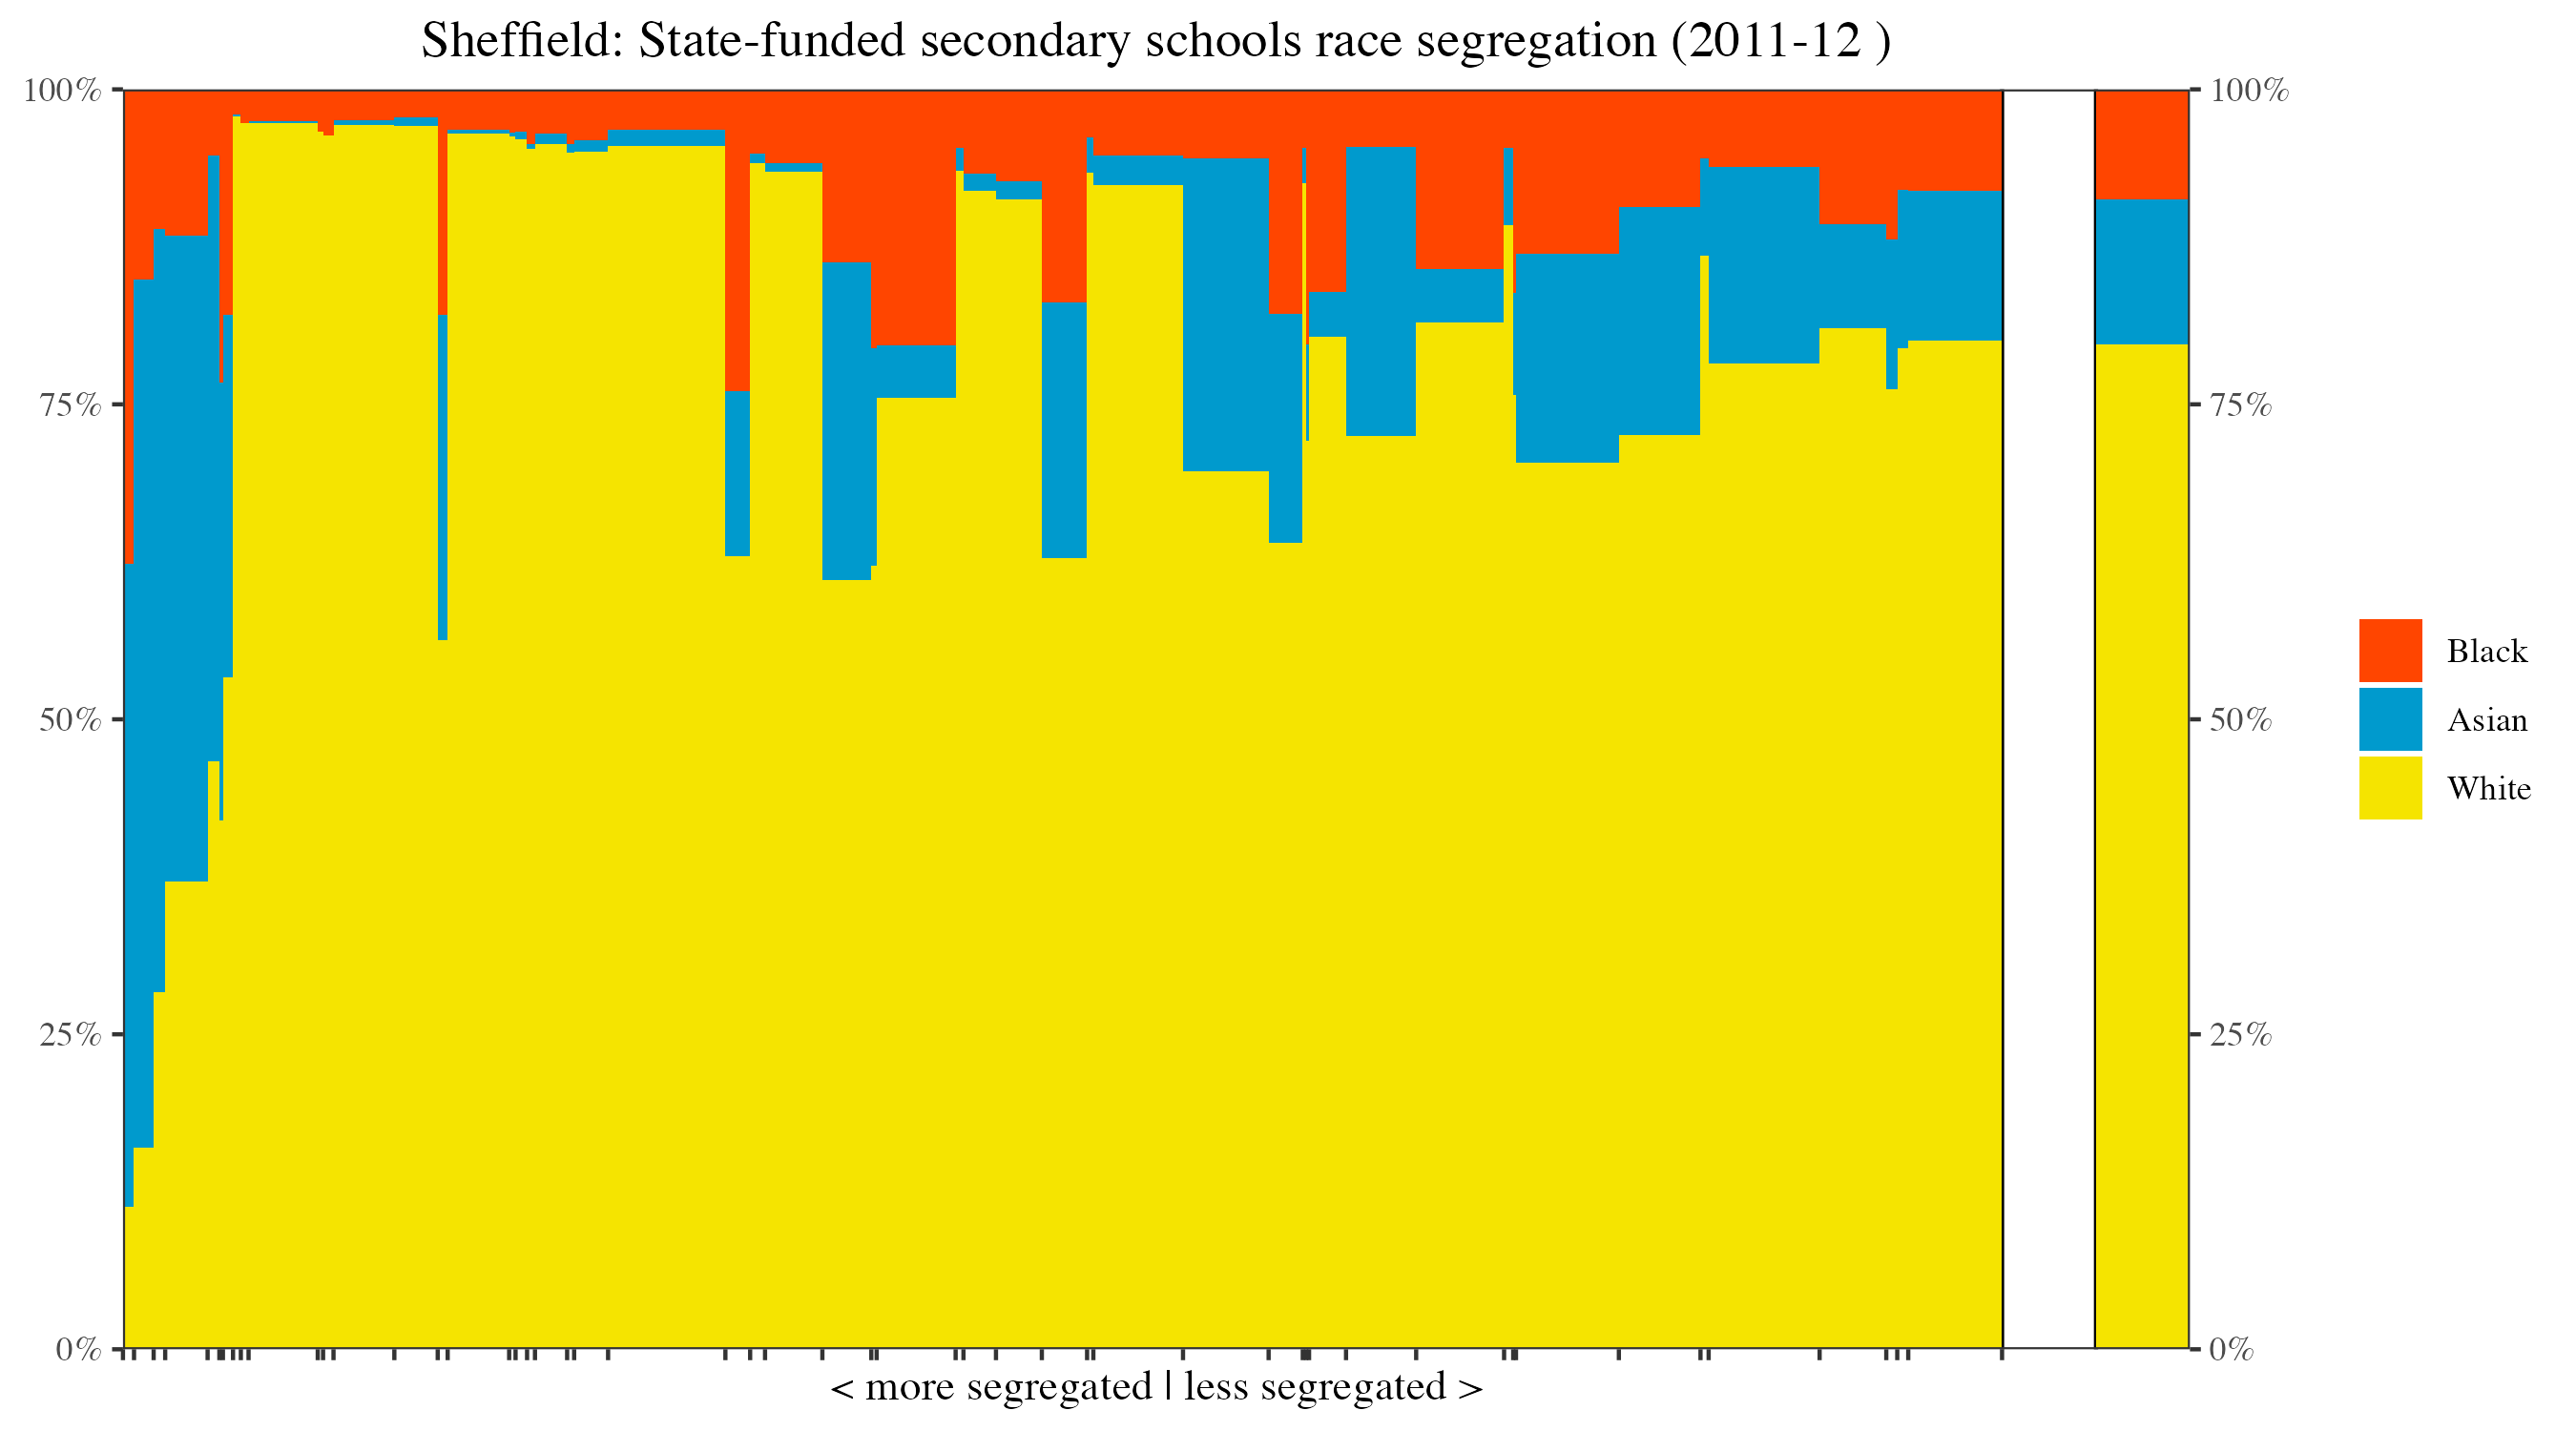 Sheffield: State-funded secondary schools race segregation (2011-12 )
100%
75%
50%
25%
0%
100%
75%
50%
25%
0%
Black
Asian
White
< more segregated | less segregated >